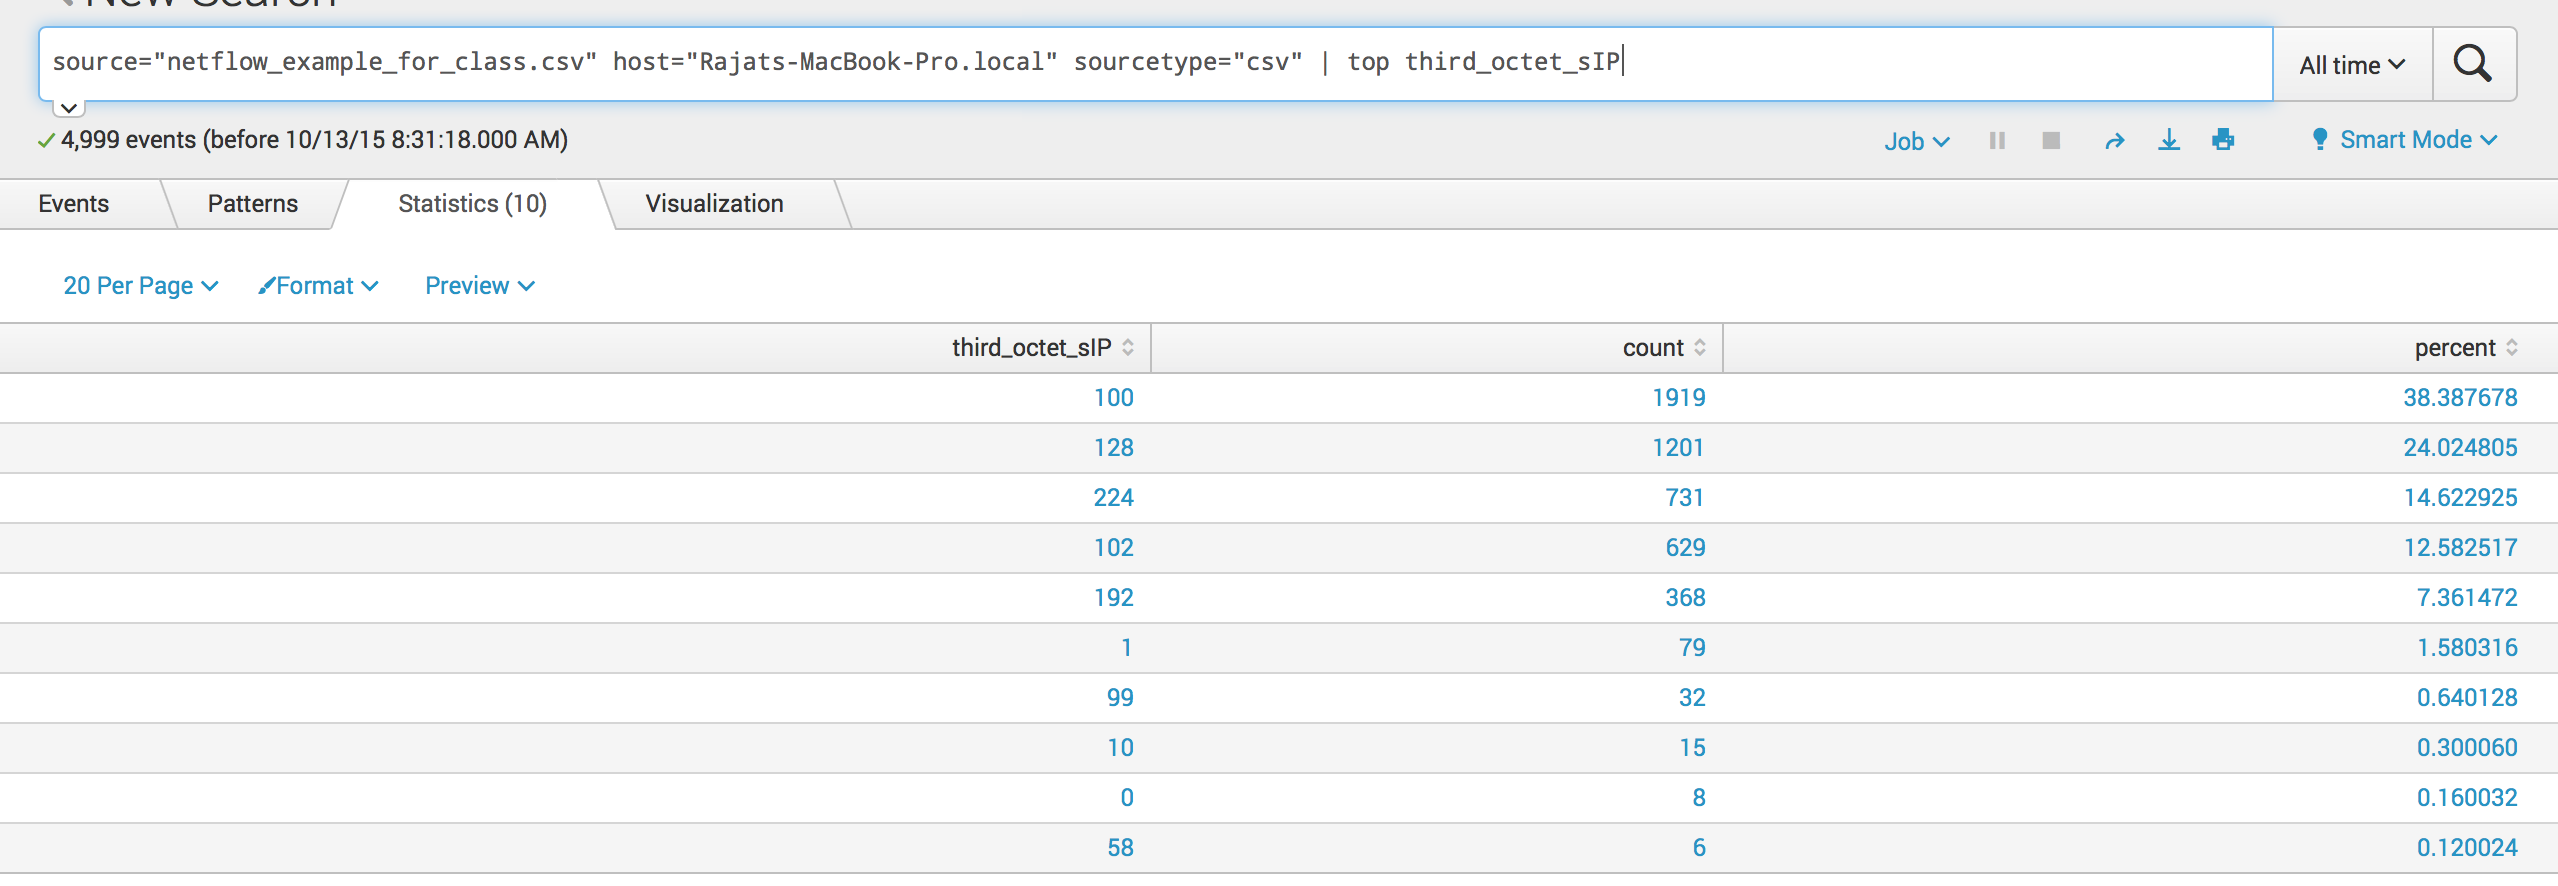 New Search
source="netflow_example_for_class.csv" host="Rajats-MacBook-Pro.local" sourcetype="csv" | top third_octet_sIP
All time
4,999 events (before 10/13/15 8:31:18.000 AM)
Job
Smart Mode
Events Patterns Statistics (10) Visualization
20 Per Page Format Preview
third_octet_sIP count percent
100 1919 38.387678
128 1201 24.024805
224 731 14.622925
102 629 12.582517
192 368 7.361472
1 79 1.580316
99 32 0.640128
10 15 0.300060
0 8 0.160032
58 6 0.120024